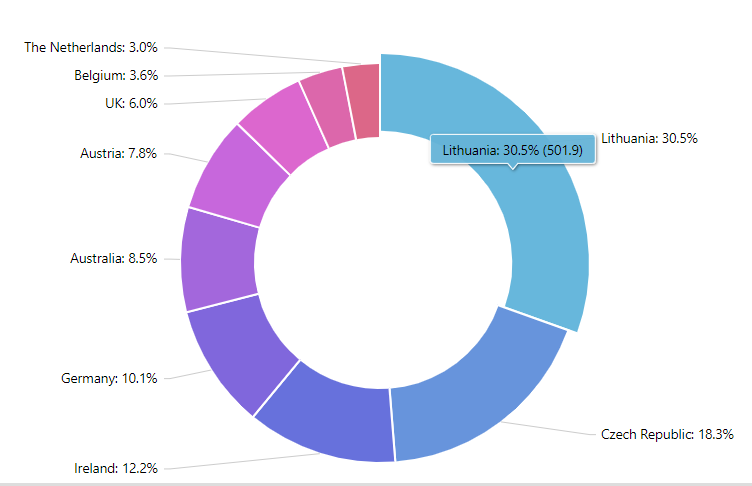 The Netherlands: 3.0%
Belgium: 3.6%
UK: 6.0%
Lithuania: 30.5%
Lithuania: 30.5% (501.9)
Austria: 7.8%
Australia: 8.5%
Germany: 10.1%
Czech Republic: 18.3%
Ireland: 12.2%